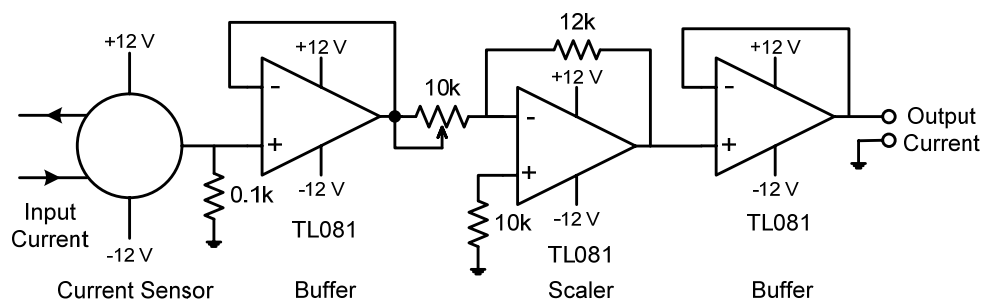 +12 V
-12 V
Input
Current
Current Sensor
0.1k
+12 V
-
+
-12 V
TL081
Buffer
10k
12k
+12 V
-
+
-12 V
10k
TL081
Scaler
+12 V
-
+
-12 V
TL081
Buffer
Output
Current